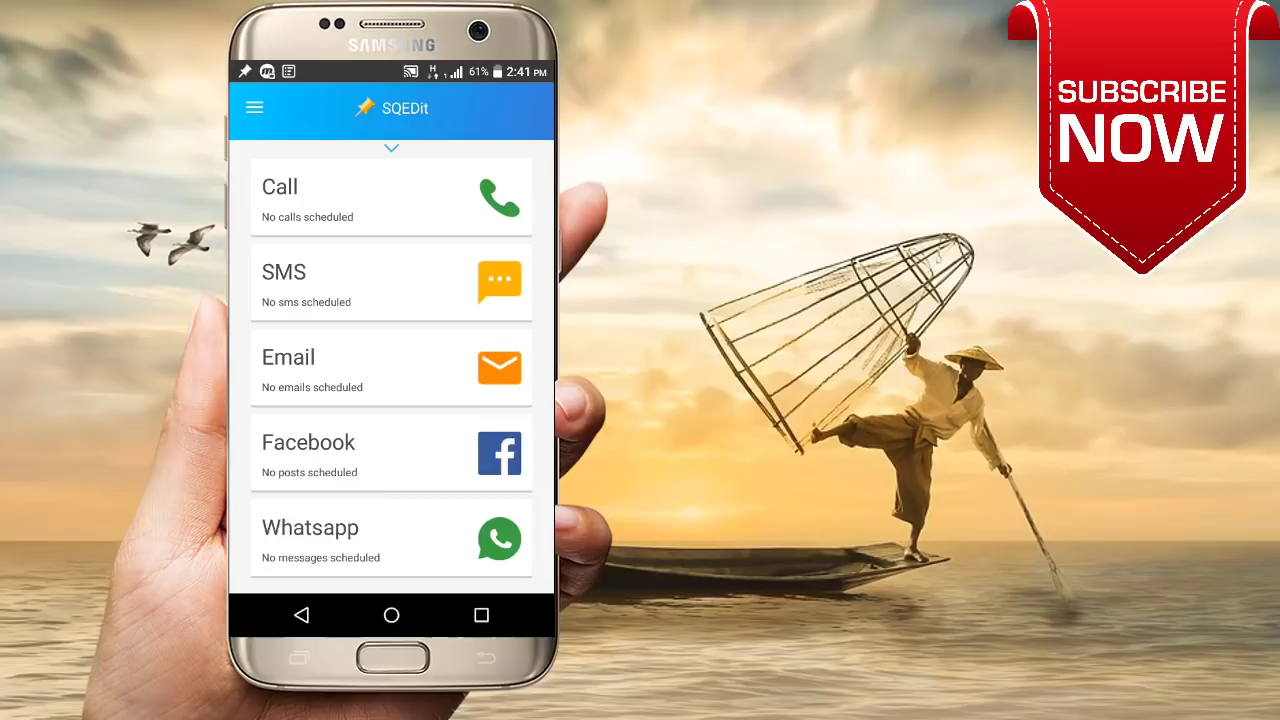 SAMSUNG
H
1
61%
2:41 PM
SQEDit
Call
No calls scheduled
SMS
No sms scheduled
Email
No emails scheduled
Facebook
No posts scheduled
Whatsapp
No messages scheduled
SUBSCRIBE
NOW